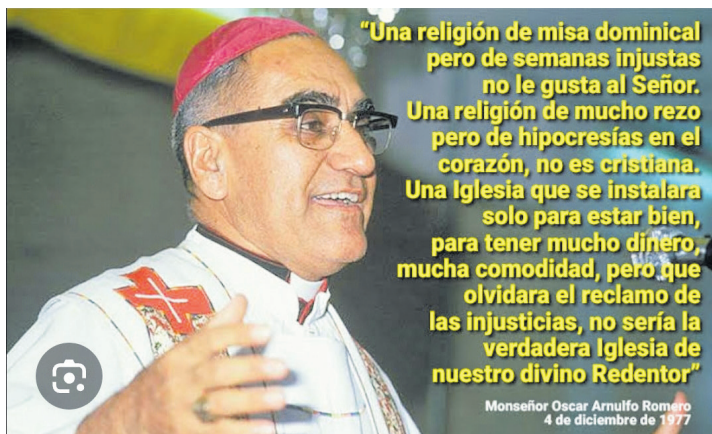 “Una religión de misa dominical
pero de semanas injustas
no le gusta al Señor.
Una religión de mucho rezo
pero de hipocresías en el
corazón, no es cristiana.
Una Iglesia que se instalara
solo para estar bien,
para tener mucho dinero,
mucha comodidad, pero que
olvidara el reclamo de
las injusticias, no sería la
verdadera Iglesia de
nuestro divino Redentor”
Monseñor Oscar Arnulfo Romero
4 de diciembre de 1977